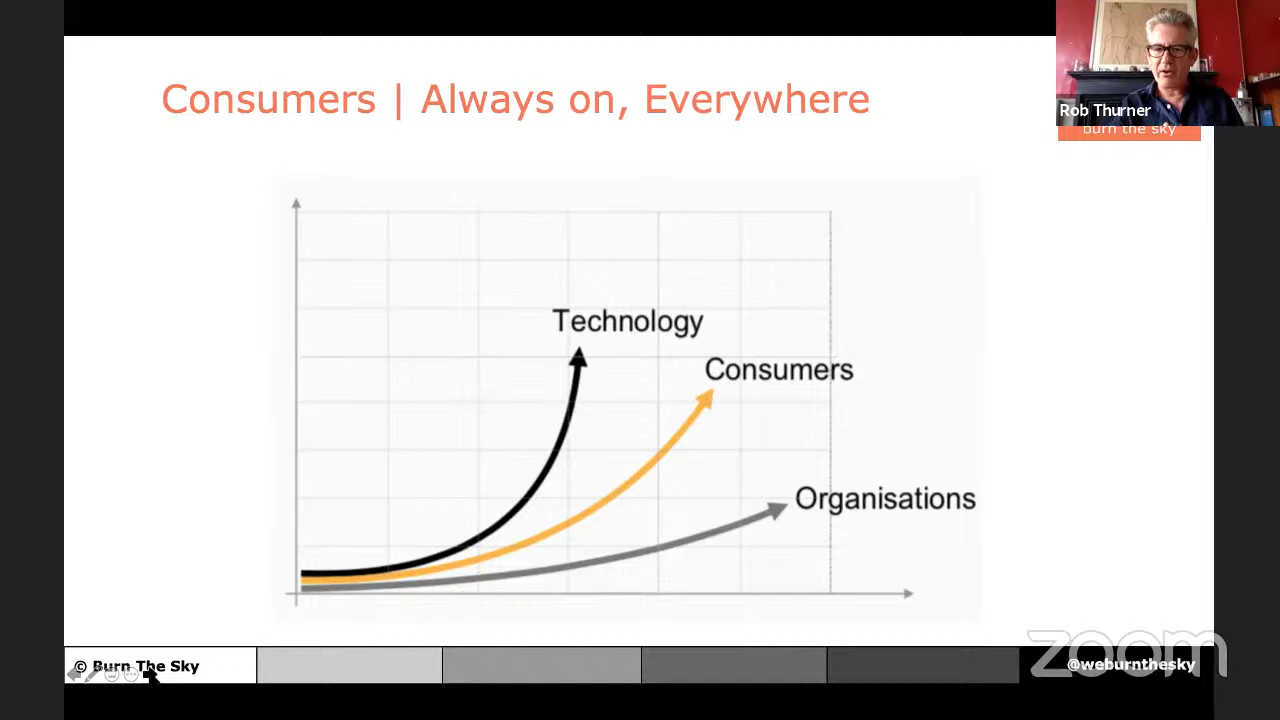 Consumers | Always on, Everywhere
Rob Thurner
burn the sky
Technology
Consumers
Organisations
© Burn The Sky
@weburnthesky
zoom